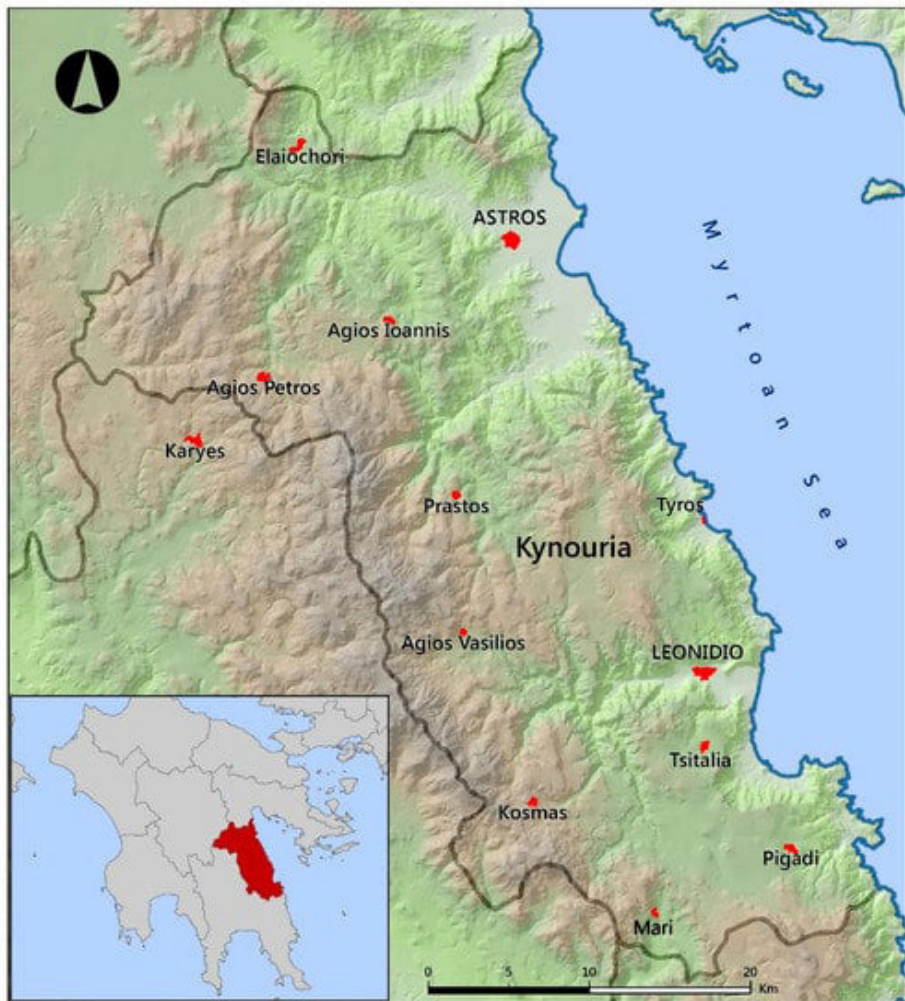 Elaiochori
ASTROS
Myrtoan Sea
Agios Ioannis
Agios Petros
Karyes
Prastos
Tyros
Kynouria
Agios Vasilios
LEONIDIO
Tsitalia
Kosmas
Pigadi
Mari
0 5 10 20
Km